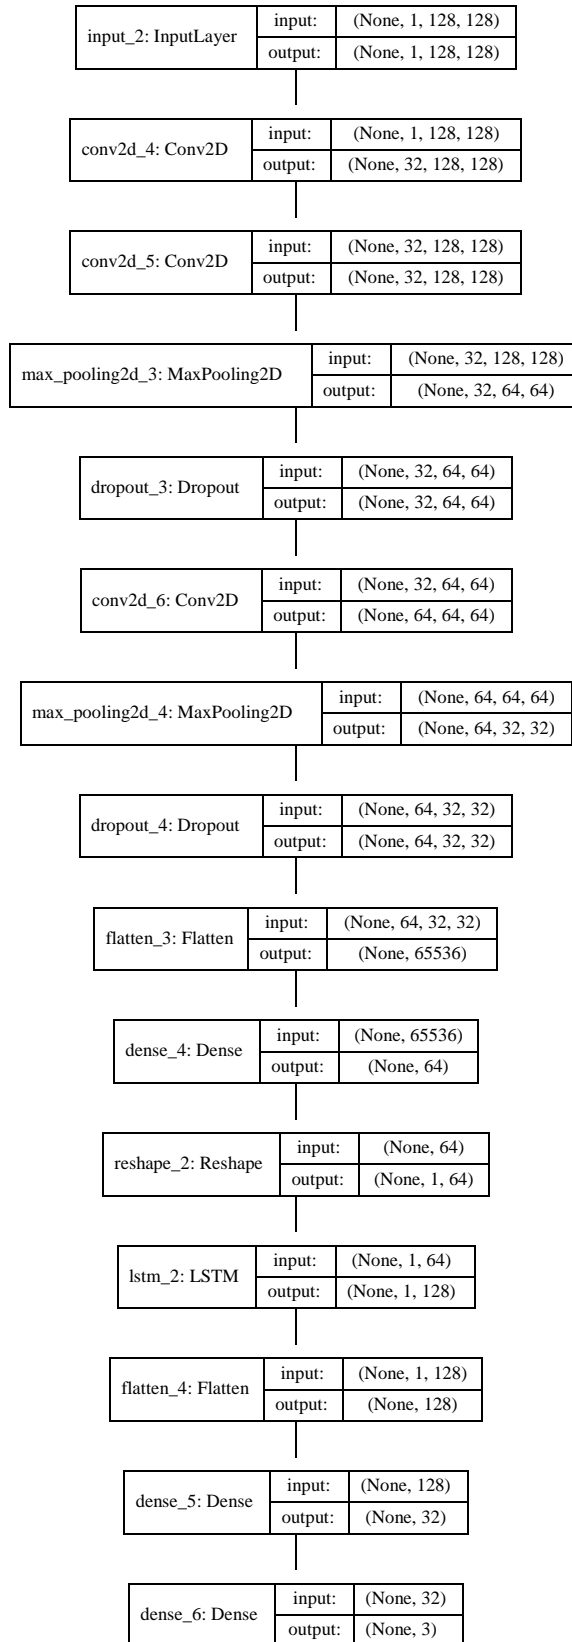 input_2: InputLayer
input: (None, 1, 128, 128)
output: (None, 1, 128, 128)
conv2d_4: Conv2D
input: (None, 1, 128, 128)
output: (None, 32, 128, 128)
conv2d_5: Conv2D
input: (None, 32, 128, 128)
output: (None, 32, 128, 128)
max_pooling2d_3: MaxPooling2D
input: (None, 32, 128, 128)
output: (None, 32, 64, 64)
dropout_3: Dropout
input: (None, 32, 64, 64)
output: (None, 32, 64, 64)
conv2d_6: Conv2D
input: (None, 32, 64, 64)
output: (None, 64, 64, 64)
max_pooling2d_4: MaxPooling2D
input: (None, 64, 64, 64)
output: (None, 64, 32, 32)
dropout_4: Dropout
input: (None, 64, 32, 32)
output: (None, 64, 32, 32)
flatten_3: Flatten
input: (None, 64, 32, 32)
output: (None, 65536)
dense_4: Dense
input: (None, 65536)
output: (None, 64)
reshape_2: Reshape
input: (None, 64)
output: (None, 1, 64)
lstm_2: LSTM
input: (None, 1, 64)
output: (None, 1, 128)
flatten_4: Flatten
input: (None, 1, 128)
output: (None, 128)
dense_5: Dense
input: (None, 128)
output: (None, 32)
dense_6: Dense
input: (None, 32)
output: (None, 3)